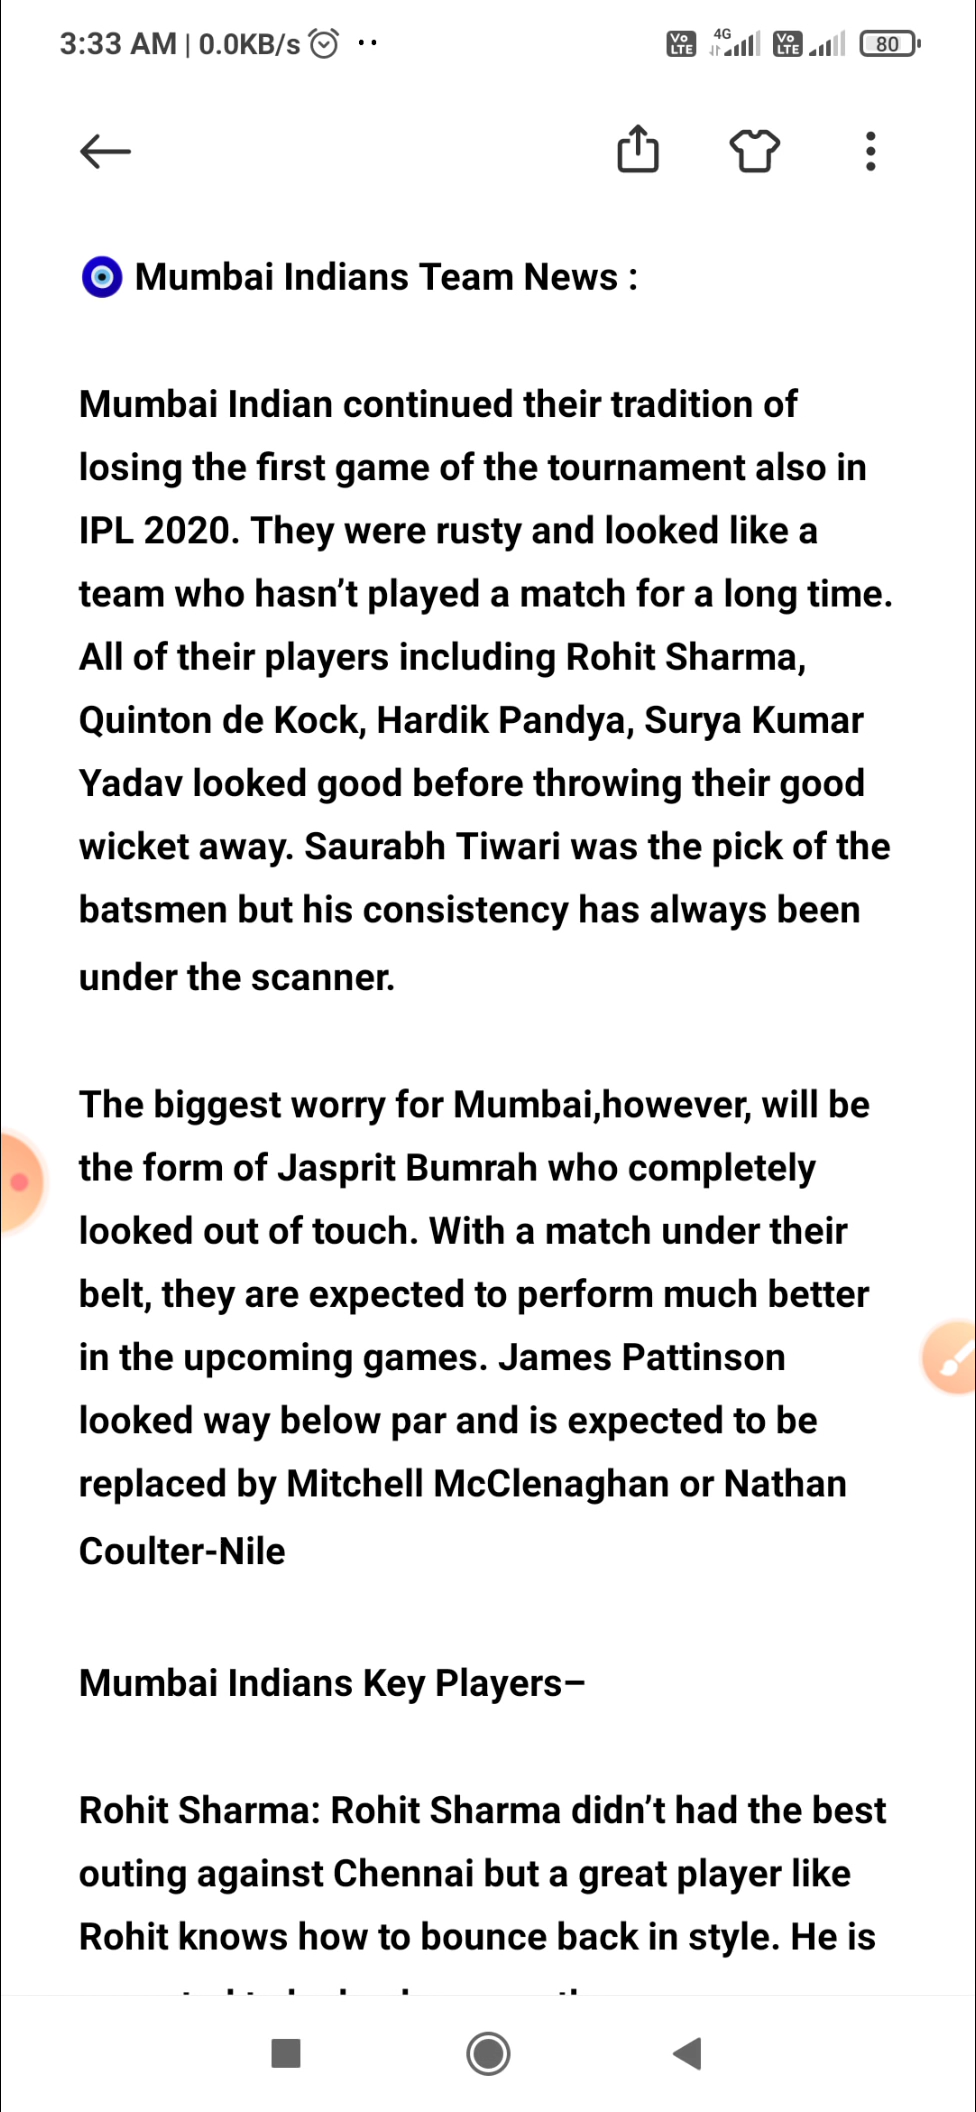 3:33 AM | 0.0KB/s
Vo LTE 4G Vo LTE 80
🧿 Mumbai Indians Team News :
Mumbai Indian continued their tradition of
losing the first game of the tournament also in
IPL 2020. They were rusty and looked like a
team who hasn’t played a match for a long time.
All of their players including Rohit Sharma,
Quinton de Kock, Hardik Pandya, Surya Kumar
Yadav looked good before throwing their good
wicket away. Saurabh Tiwari was the pick of the
batsmen but his consistency has always been
under the scanner.
The biggest worry for Mumbai,however, will be
the form of Jasprit Bumrah who completely
looked out of touch. With a match under their
belt, they are expected to perform much better
in the upcoming games. James Pattinson
looked way below par and is expected to be
replaced by Mitchell McClenaghan or Nathan
Coulter-Nile
Mumbai Indians Key Players–
Rohit Sharma: Rohit Sharma didn’t had the best
outing against Chennai but a great player like
Rohit knows how to bounce back in style. He is